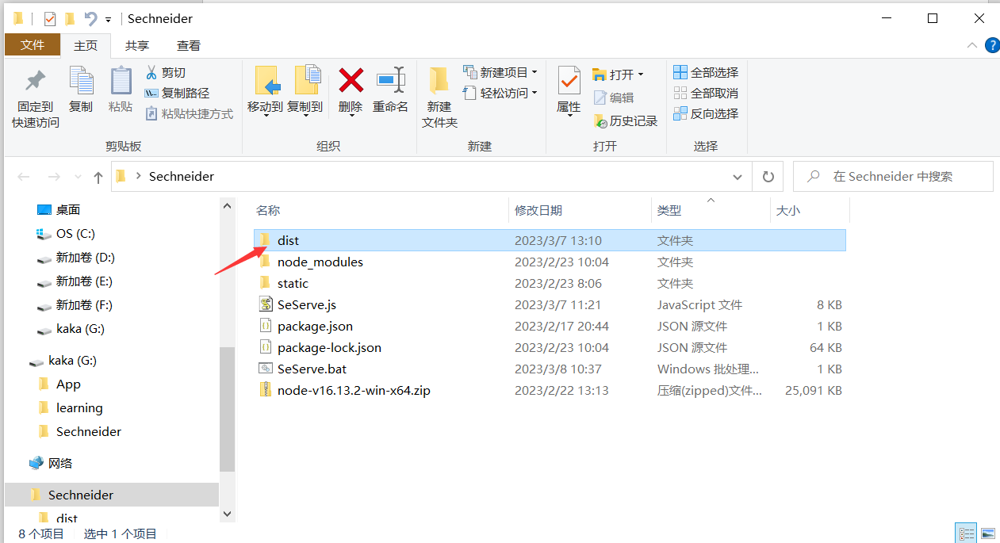 Sechneider
文件 主页 共享 查看
固定到快速访问
复制
粘贴
剪切
复制路径
粘贴快捷方式
剪贴板
移动到
复制到
删除
重命名
组织
新建文件夹
新建项目
轻松访问
新建
属性
打开
编辑
历史记录
打开
全部选择
全部取消
反向选择
选择
Sechneider
在 Sechneider 中搜索
桌面
OS (C:)
新加卷 (D:)
新加卷 (E:)
新加卷 (F:)
kaka (G:)
kaka (G:)
App
learning
Sechneider
网络
Sechneider
dist
名称 修改日期 类型 大小
dist 2023/3/7 13:10 文件夹
node_modules 2023/2/23 10:04 文件夹
static 2023/2/23 8:06 文件夹
SeServe.js 2023/3/7 11:21 JavaScript 文件 8 KB
package.json 2023/2/17 20:44 JSON 源文件 1 KB
package-lock.json 2023/2/23 10:04 JSON 源文件 64 KB
SeServe.bat 2023/3/8 10:37 Windows 批处理... 1 KB
node-v16.13.2-win-x64.zip 2023/2/22 13:13 压缩(zipped)文件... 25,091 KB
8 个项目 选中 1 个项目